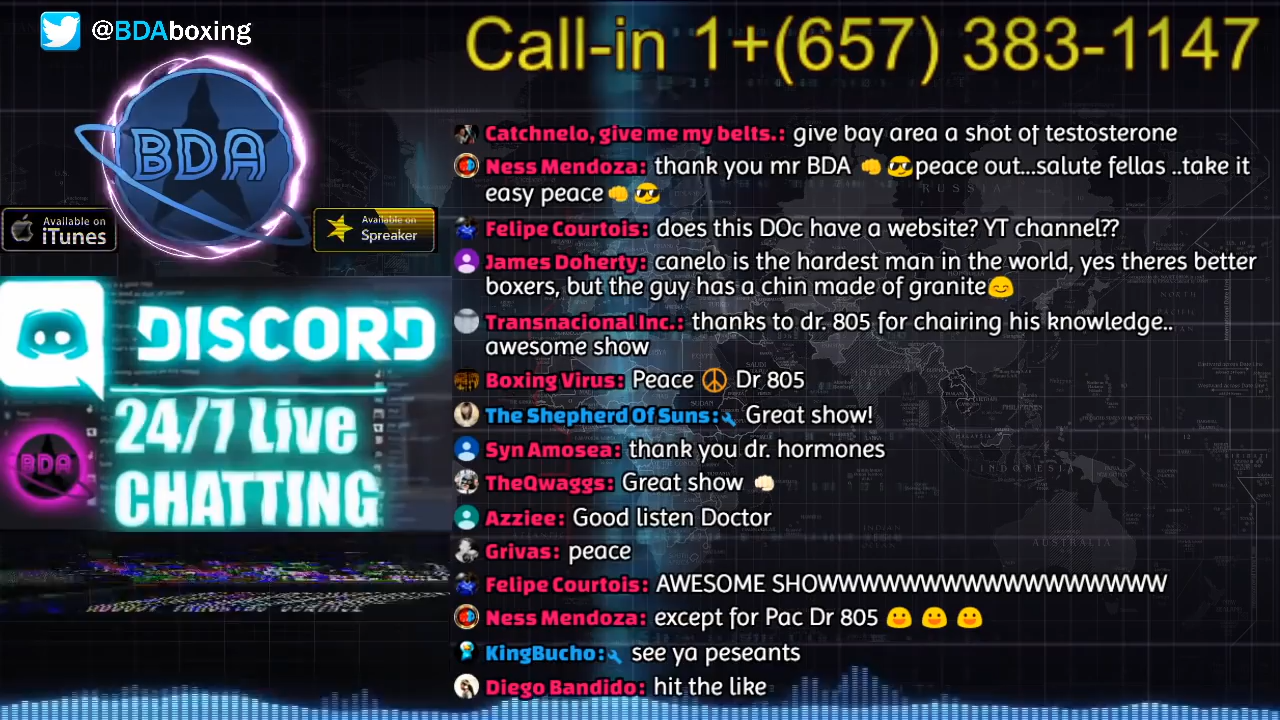 @BDAboxing
Call-in 1+(657) 383-1147
BDA
Available on
iTunes
Available on
Spreaker
DISCORD
24/7 Live
CHATTING
BDA
Catchnelo, give me my belts.: give bay area a shot of testosterone
Ness Mendoza: thank you mr BDA 👊😎peace out...salute fellas ..take it
easy peace👊😎
Felipe Courtois: does this DOc have a website? YT channel??
James Doherty: canelo is the hardest man in the world, yes theres better
boxers, but the guy has a chin made of granite😊
Transnacional Inc.: thanks to dr. 805 for chairing his knowledge..
awesome show
Boxing Virus: Peace ☮ Dr 805
The Shepherd Of Suns: Great show!
Syn Amosea: thank you dr. hormones
TheQwaggs: Great show 👊🏻
Azziee: Good listen Doctor
Grivas: peace
Felipe Courtois: AWESOME SHOWWWWWWWWWWWWWWWWWWWW
Ness Mendoza: except for Pac Dr 805 😀 😀 😀
KingBucho: see ya peseants
Diego Bandido: hit the like
RUSSIA
INDONESIA
AUSTRALIA